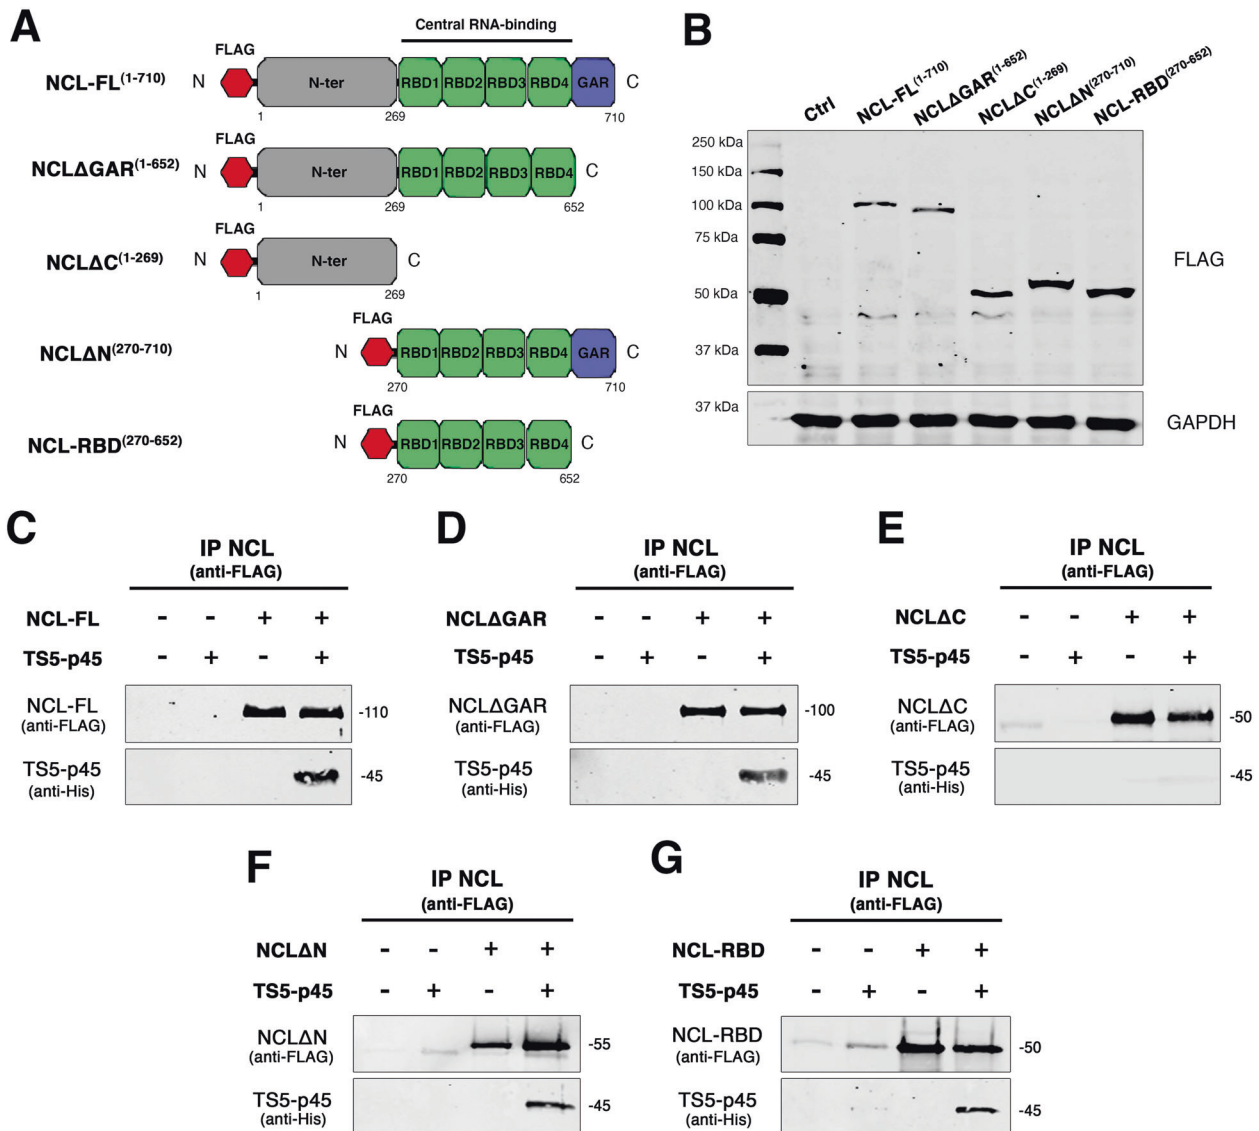 A
Central RNA-binding
FLAG
NCL-FL(1-710)
N
N-ter
RBD1 RBD2 RBD3 RBD4 GAR
C
1 269 710
FLAG
NCLΔGAR(1-652)
N
N-ter
RBD1 RBD2 RBD3 RBD4
C
1 269 652
FLAG
NCLΔC(1-269)
N
N-ter
C
1 269
FLAG
NCLΔN(270-710)
N
RBD1 RBD2 RBD3 RBD4 GAR
C
270 710
FLAG
NCL-RBD(270-652)
N
RBD1 RBD2 RBD3 RBD4
C
270 652
B
Ctrl
NCL-FL(1-710)
NCLΔGAR(1-652)
NCLΔC(1-269)
NCLΔN(270-710)
NCL-RBD(270-652)
250 kDa
150 kDa
100 kDa
75 kDa
50 kDa
37 kDa
FLAG
37 kDa
GAPDH
C
IP NCL
(anti-FLAG)
NCL-FL - - + +
TS5-p45 - + - +
NCL-FL
(anti-FLAG)
-110
TS5-p45
(anti-His)
-45
D
IP NCL
(anti-FLAG)
NCLΔGAR - - + +
TS5-p45 - + - +
NCLΔGAR
(anti-FLAG)
-100
TS5-p45
(anti-His)
-45
E
IP NCL
(anti-FLAG)
NCLΔC - - + +
TS5-p45 - + - +
NCLΔC
(anti-FLAG)
-50
TS5-p45
(anti-His)
-45
F
IP NCL
(anti-FLAG)
NCLΔN - - + +
TS5-p45 - + - +
NCLΔN
(anti-FLAG)
-55
TS5-p45
(anti-His)
-45
G
IP NCL
(anti-FLAG)
NCL-RBD - - + +
TS5-p45 - + - +
NCL-RBD
(anti-FLAG)
-50
TS5-p45
(anti-His)
-45